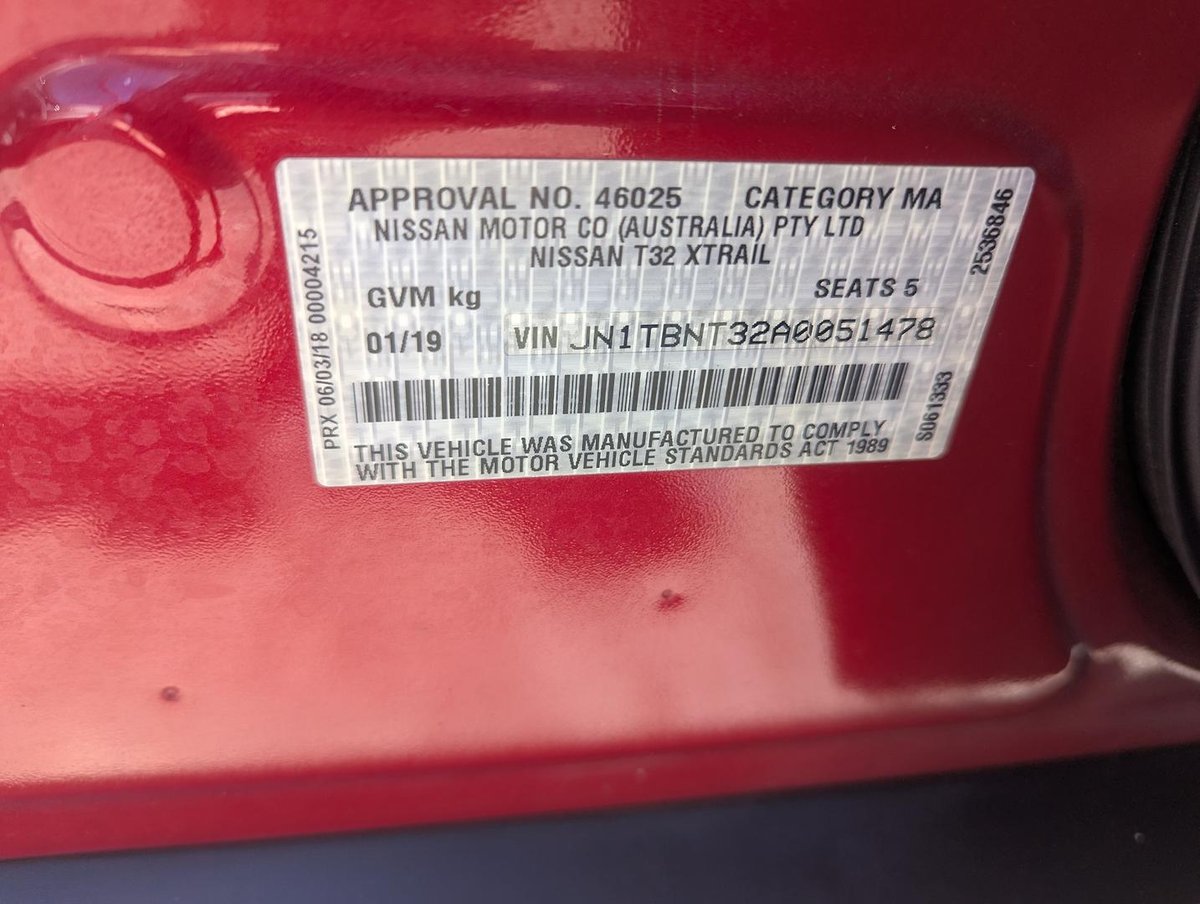 APPROVAL NO. 46025 CATEGORY MA
NISSAN MOTOR CO (AUSTRALIA) PTY LTD
NISSAN T32 XTRAIL
GVM kg SEATS 5
01/19 VIN JN1TBNT32A0051478
THIS VEHICLE WAS MANUFACTURED TO COMPLY
WITH THE MOTOR VEHICLE STANDARDS ACT 1989
PRX 06/03/18 00004215
2536846
S061333